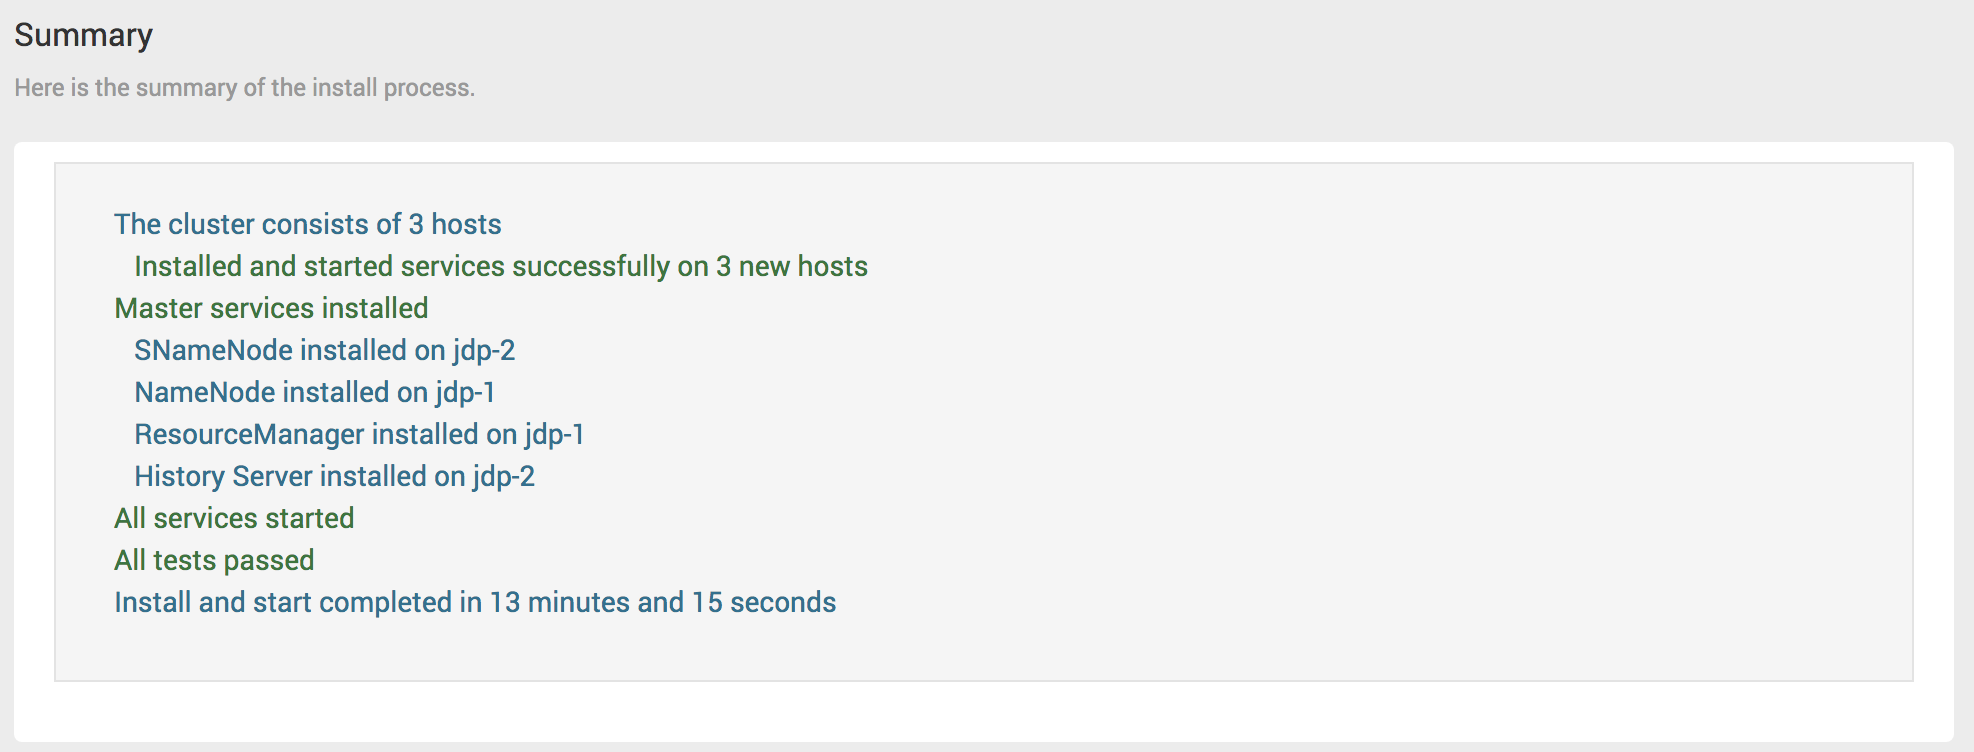 Summary
Here is the summary of the install process.
The cluster consists of 3 hosts
Installed and started services successfully on 3 new hosts
Master services installed
SNameNode installed on jdp-2
NameNode installed on jdp-1
ResourceManager installed on jdp-1
History Server installed on jdp-2
All services started
All tests passed
Install and start completed in 13 minutes and 15 seconds